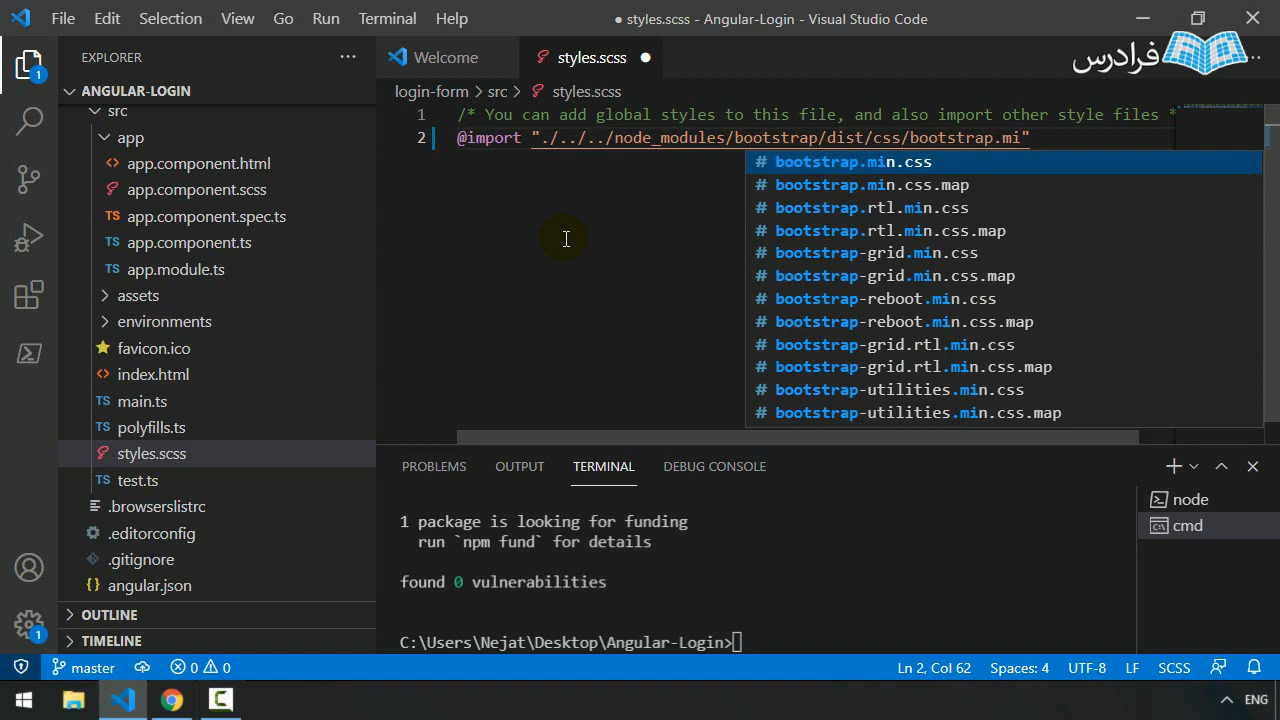 File Edit Selection View Go Run Terminal Help
● styles.scss - Angular-Login - Visual Studio Code
فرادرس
EXPLORER
Welcome
styles.scss
ANGULAR-LOGIN
login-form > src > styles.scss
src
app
app.component.html
app.component.scss
TS app.component.spec.ts
TS app.component.ts
TS app.module.ts
assets
environments
favicon.ico
index.html
TS main.ts
TS polyfills.ts
styles.scss
TS test.ts
.browserslistrc
.editorconfig
.gitignore
{} angular.json
OUTLINE
TIMELINE
1 /* You can add global styles to this file, and also import other style files *
2 @import "./../../node_modules/bootstrap/dist/css/bootstrap.mi"
# bootstrap.min.css
# bootstrap.min.css.map
# bootstrap.rtl.min.css
# bootstrap.rtl.min.css.map
# bootstrap-grid.min.css
# bootstrap-grid.min.css.map
# bootstrap-reboot.min.css
# bootstrap-reboot.min.css.map
# bootstrap-grid.rtl.min.css
# bootstrap-grid.rtl.min.css.map
# bootstrap-utilities.min.css
# bootstrap-utilities.min.css.map
PROBLEMS OUTPUT TERMINAL DEBUG CONSOLE
1 package is looking for funding
run `npm fund` for details
found 0 vulnerabilities
C:\Users\Nejat\Desktop\Angular-Login>
node
cmd
1
1
master
0 0
Ln 2, Col 62 Spaces: 4 UTF-8 LF SCSS
ENG